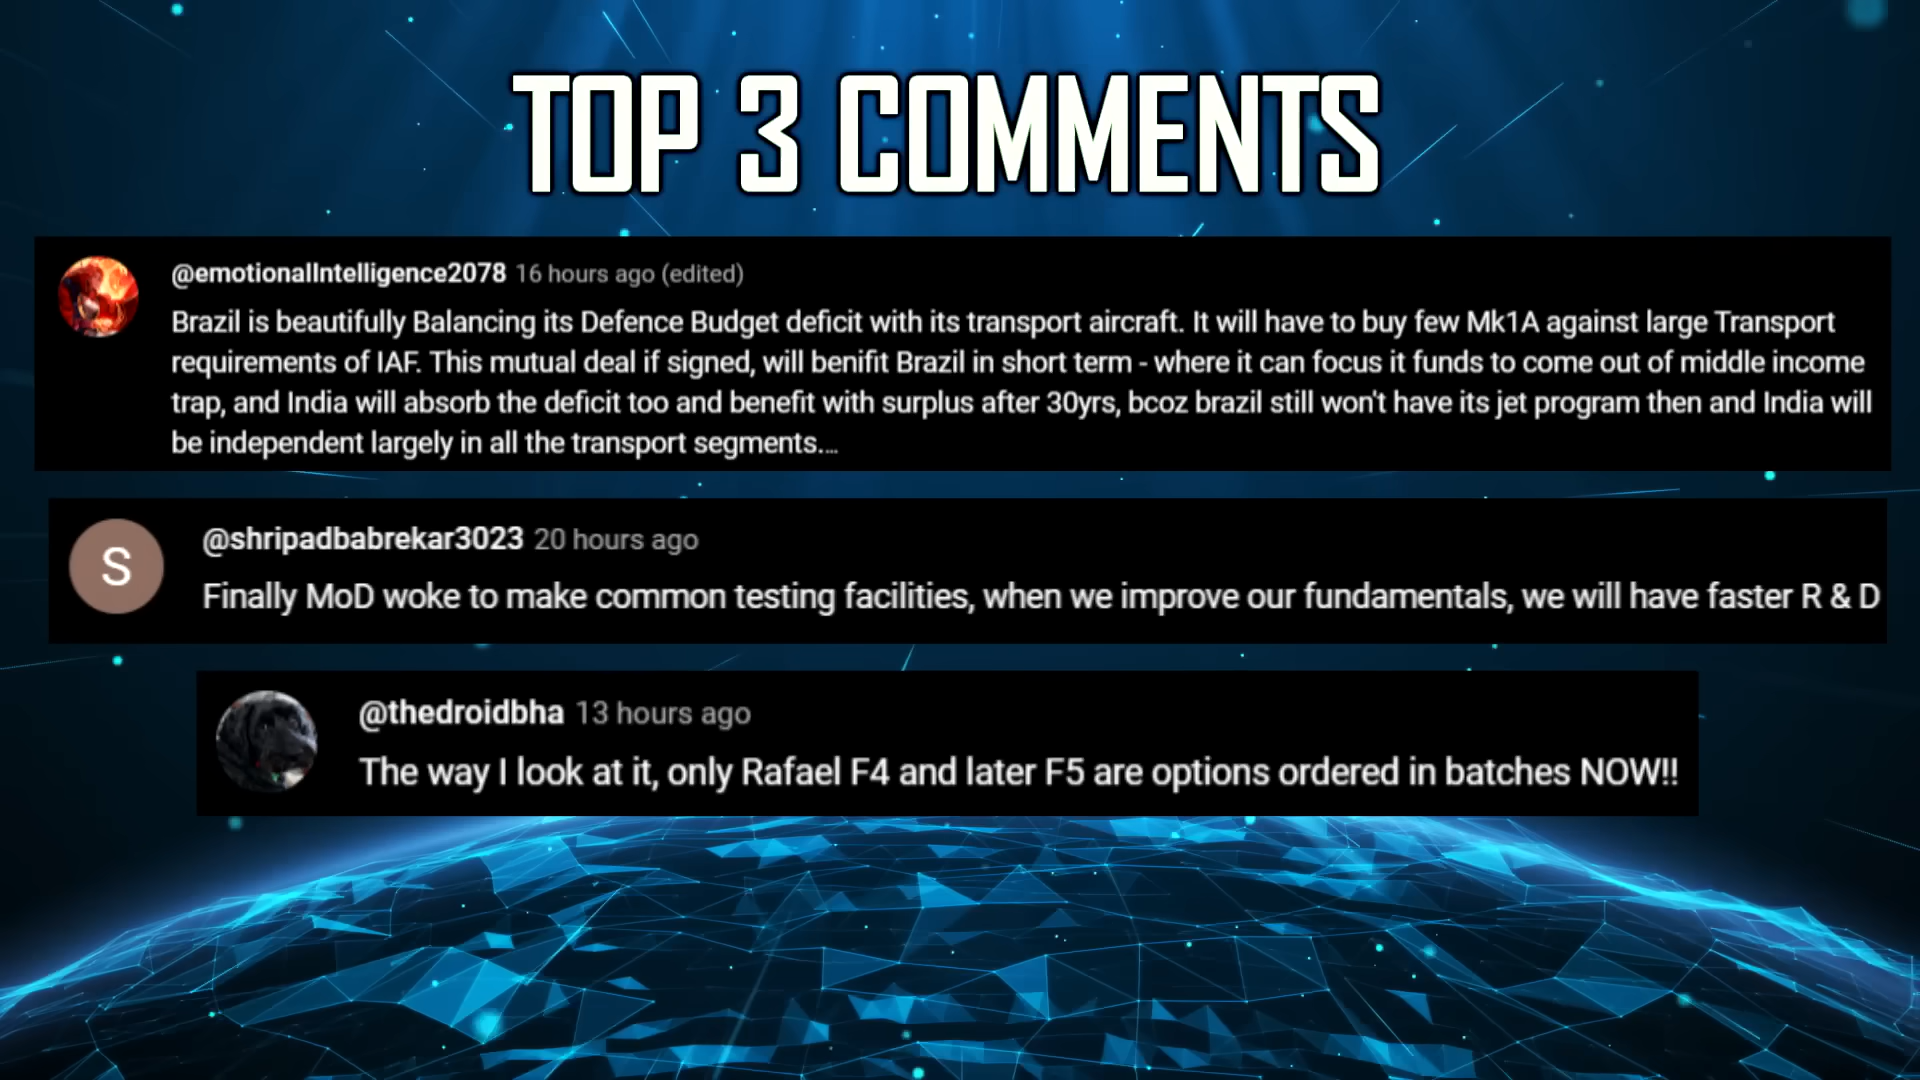 TOP 3 COMMENTS
@emotionalIntelligence2078 16 hours ago (edited)
Brazil is beautifully Balancing its Defence Budget deficit with its transport aircraft. It will have to buy few Mk1A against large Transport
requirements of IAF. This mutual deal if signed, will benifit Brazil in short term - where it can focus it funds to come out of middle income
trap, and India will absorb the deficit too and benefit with surplus after 30yrs, bcoz brazil still won't have its jet program then and India will
be independent largely in all the transport segments....
S
@shripadbabrekar3023 20 hours ago
Finally MoD woke to make common testing facilities, when we improve our fundamentals, we will have faster R & D
@thedroidbha 13 hours ago
The way I look at it, only Rafael F4 and later F5 are options ordered in batches NOW!!